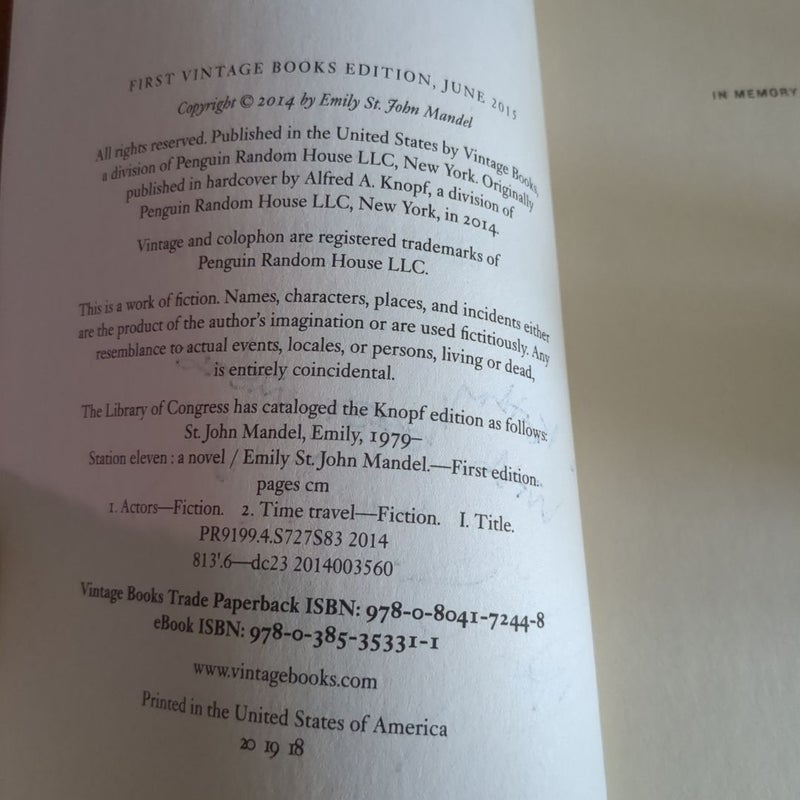 FIRST VINTAGE BOOKS EDITION, JUNE 2015
Copyright © 2014 by Emily St. John Mandel
All rights reserved. Published in the United States by Vintage Books,
a division of Penguin Random House LLC, New York. Originally
published in hardcover by Alfred A. Knopf, a division of
Penguin Random House LLC, New York, in 2014.
Vintage and colophon are registered trademarks of
Penguin Random House LLC.
This is a work of fiction. Names, characters, places, and incidents either
are the product of the author's imagination or are used fictitiously. Any
resemblance to actual events, locales, or persons, living or dead,
is entirely coincidental.
The Library of Congress has cataloged the Knopf edition as follows:
St. John Mandel, Emily, 1979–
Station eleven : a novel / Emily St. John Mandel.—First edition.
pages cm
1. Actors—Fiction. 2. Time travel—Fiction. I. Title.
PR9199.4.S727S83 2014
813'.6—dc23 2014003560
Vintage Books Trade Paperback ISBN: 978-0-8041-7244-8
eBook ISBN: 978-0-385-35331-1
www.vintagebooks.com
Printed in the United States of America
20 19 18
IN MEMORY